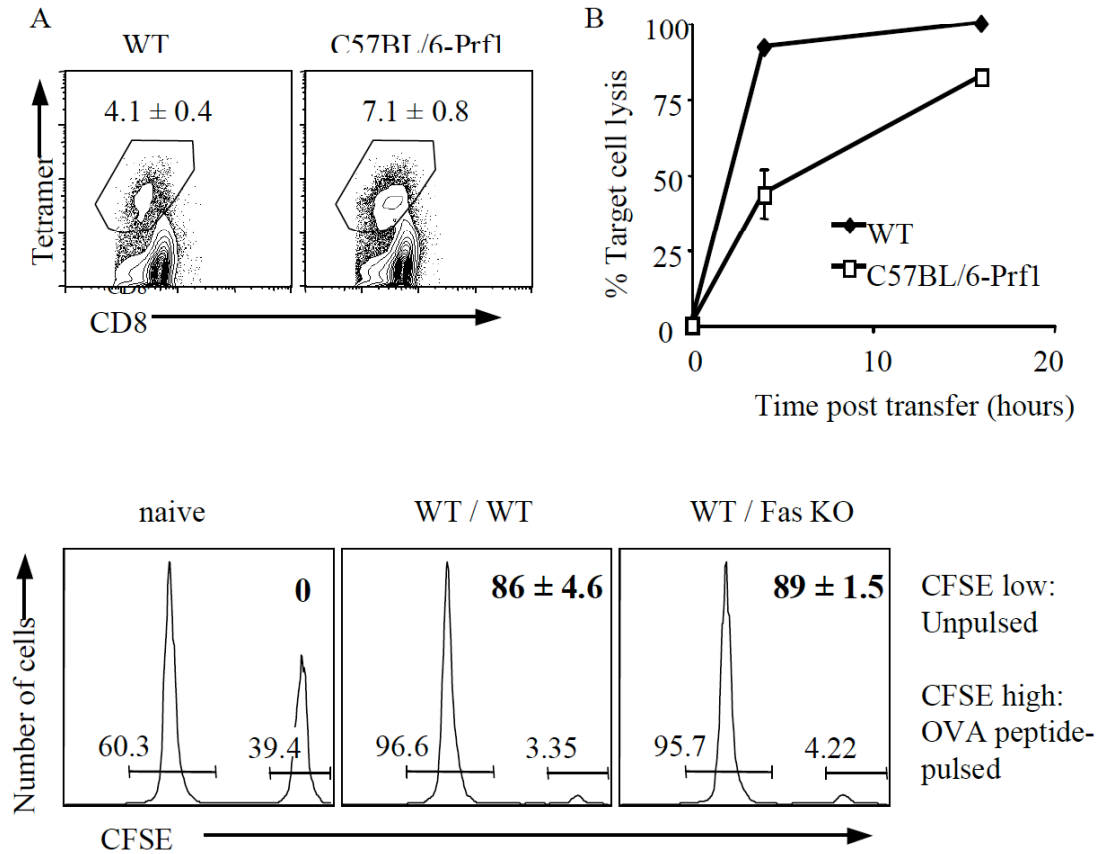 A
WT
C57BL/6-Prf1
4.1 ± 0.4
7.1 ± 0.8
Tetramer
CD8
CD8
B
% Target cell lysis
100
75
50
25
0
WT
C57BL/6-Prf1
0
10
20
Time post transfer (hours)
naive
WT / WT
WT / Fas KO
Number of cells
0
60.3
39.4
86 ± 4.6
96.6
3.35
89 ± 1.5
95.7
4.22
CFSE low:
Unpulsed
CFSE high:
OVA peptide-
pulsed
CFSE